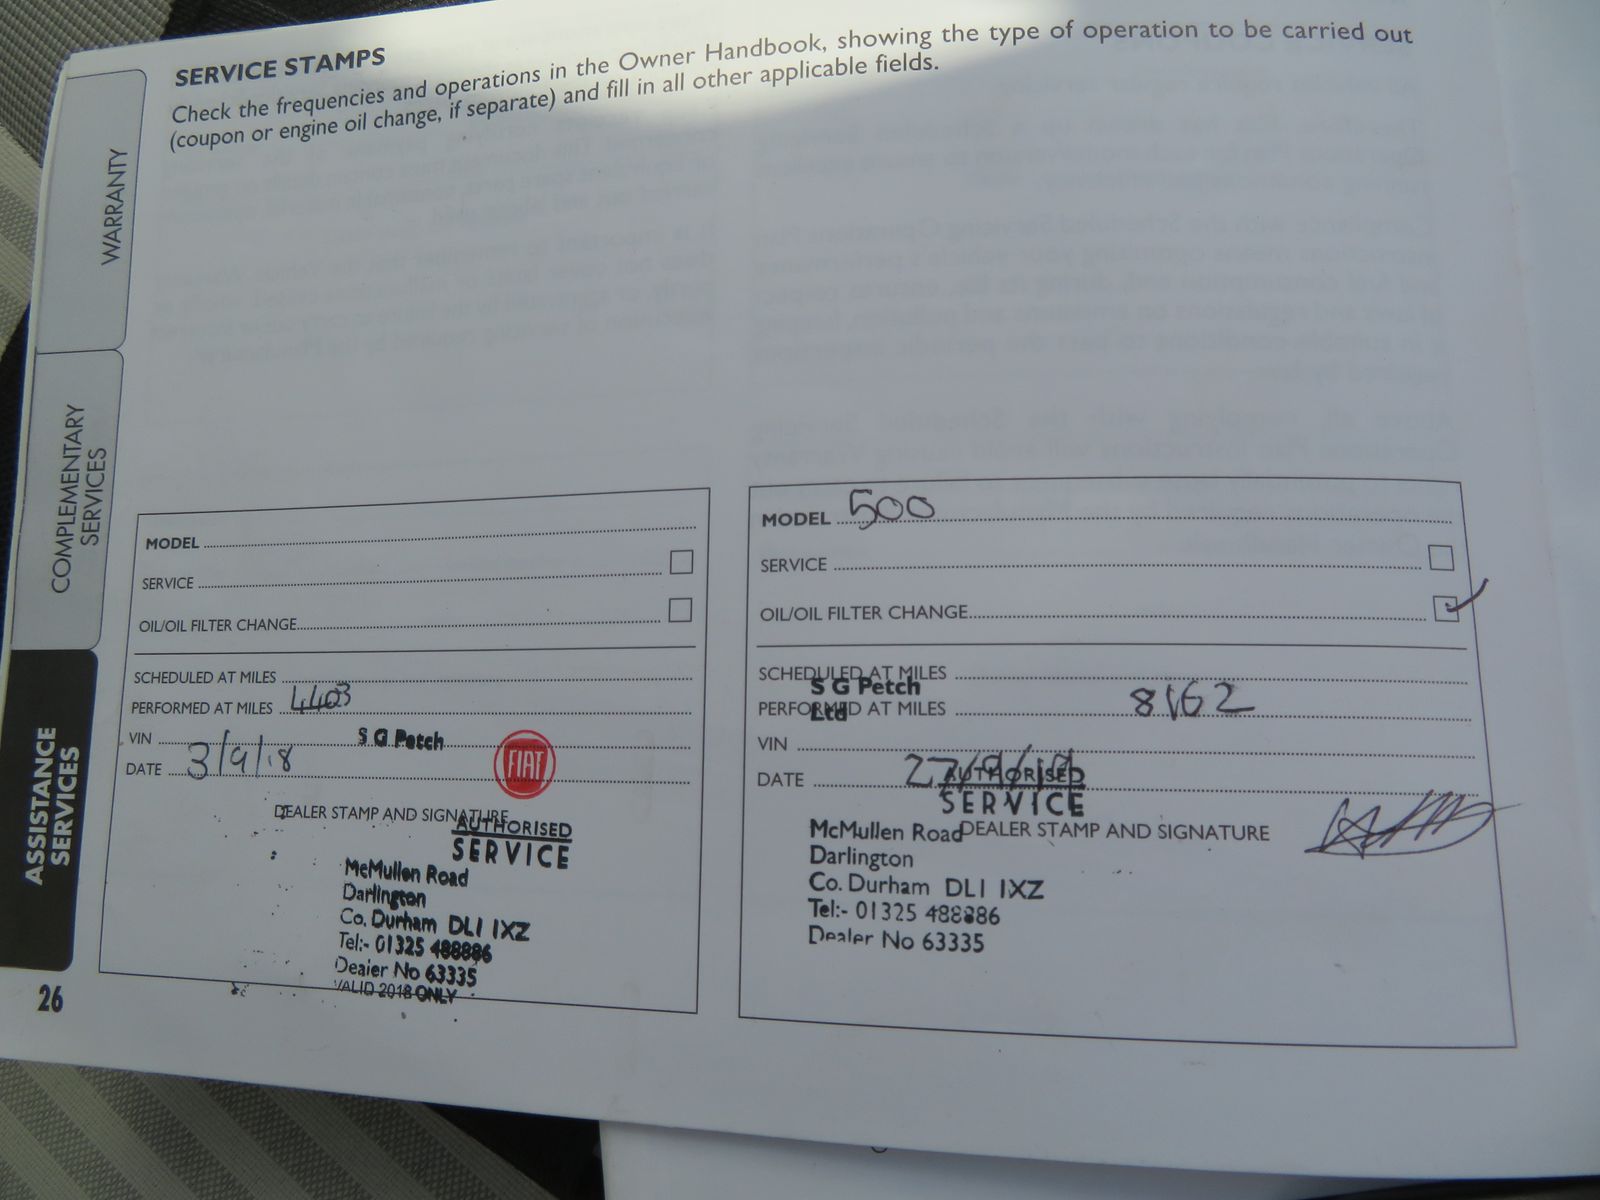 SERVICE STAMPS
Check the frequencies and operations in the Owner Handbook, showing the type of operation to be carried out
(coupon or engine oil change, if separate) and fill in all other applicable fields.
WARRANTY
COMPLEMENTARY
SERVICES
ASSISTANCE
SERVICES
26
MODEL
SERVICE
OIL/OIL FILTER CHANGE
SCHEDULED AT MILES
PERFORMED AT MILES 4403
VIN
DATE 3/9/18
S G Petch
FIAT
DEALER STAMP AND SIGNATURE
AUTHORISED
SERVICE
McMullen Road
Darlington
Co. Durham DL1 1XZ
Tel:- 01325 488886
Dealer No 63335
VALID 2018 ONLY
MODEL 500
SERVICE
OIL/OIL FILTER CHANGE
SCHEDULED AT MILES
S G Petch
Ltd
PERFORMED AT MILES 8162
VIN
DATE 27/9/19
AUTHORISED
SERVICE
DEALER STAMP AND SIGNATURE
McMullen Road
Darlington
Co. Durham DL1 1XZ
Tel:- 01325 488886
Dealer No 63335